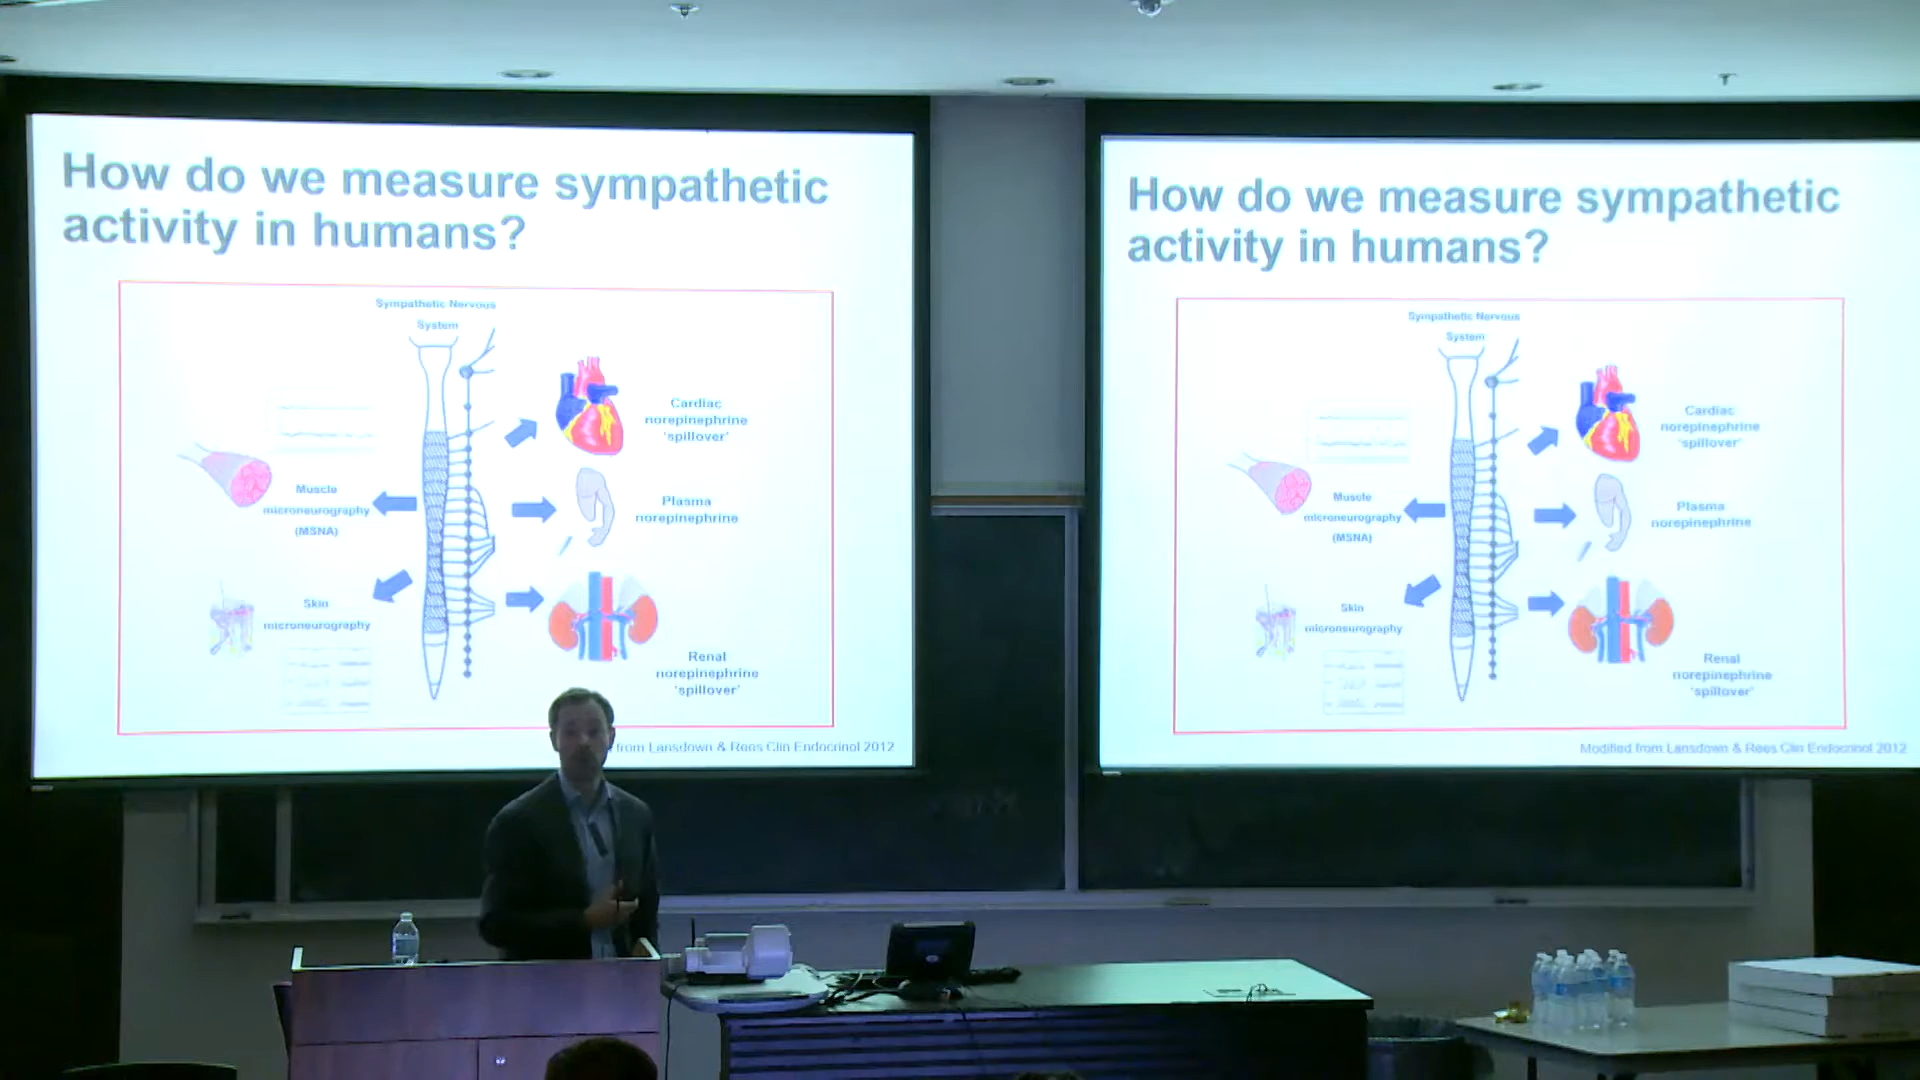 How do we measure sympathetic
activity in humans?
Sympathetic Nervous
System
Cardiac
norepinephrine
'spillover'
Muscle
microneurography
(MSNA)
Plasma
norepinephrine
Skin
microneurography
Renal
norepinephrine
'spillover'
from Lansdown & Rees Clin Endocrinol 2012
How do we measure sympathetic
activity in humans?
Sympathetic Nervous
System
Cardiac
norepinephrine
'spillover'
Muscle
microneurography
(MSNA)
Plasma
norepinephrine
Skin
microneurography
Renal
norepinephrine
'spillover'
Modified from Lansdown & Rees Clin Endocrinol 2012